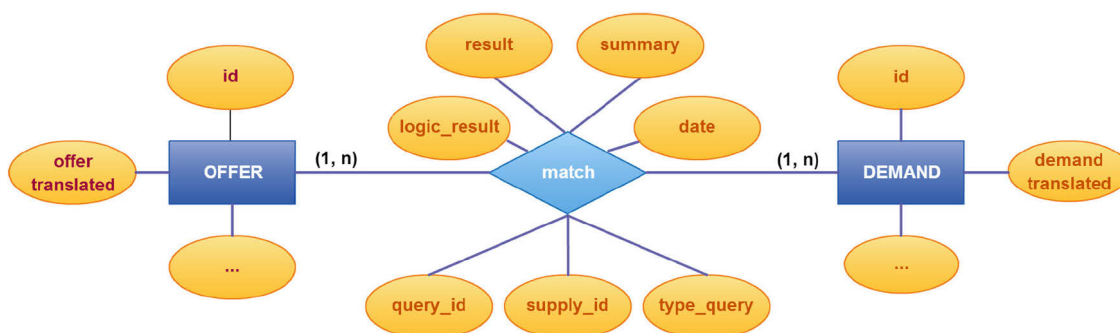 result
summary
id
id
logic_result
date
offer
translated
OFFER
(1, n)
match
(1, n)
DEMAND
demand
translated
...
...
query_id
supply_id
type_query